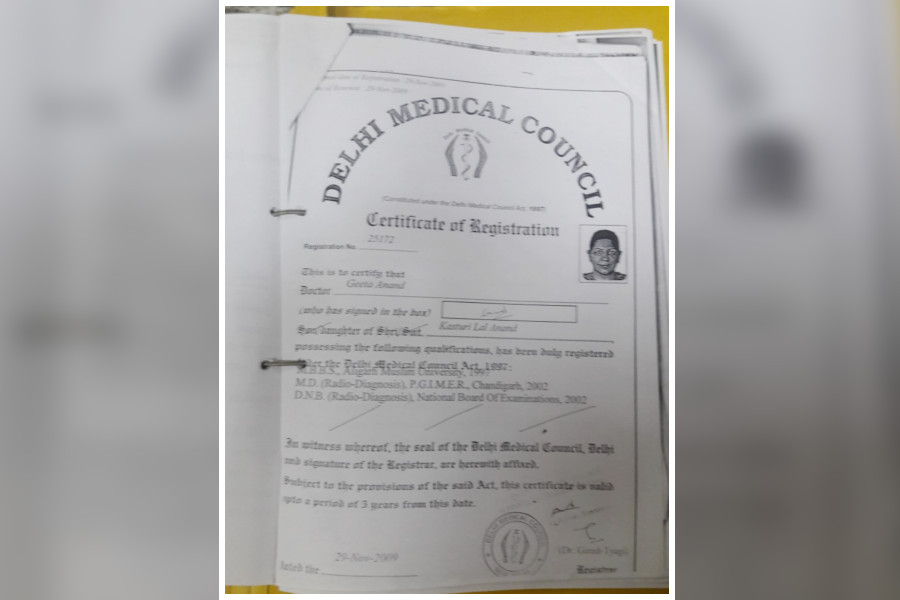 DELHI MEDICAL COUNCIL
(Constituted under the Delhi Medical Council Act, 1997)
Certificate of Registration
Registration No. 25172
This is to certify that
Doctor Geeta Anand
(who has signed in the box)
Son/daughter of Shri/Smt. Kasturi Lal Anand
possessing the following qualifications, has been duly registered
under the Delhi Medical Council Act, 1997:
M.B.B.S., Aligarh Muslim University, 1997
M.D. (Radio-Diagnosis), P.G.I.M.E.R., Chandigarh, 2002
D.N.B. (Radio-Diagnosis), National Board Of Examinations, 2002
In witness whereof, the seal of the Delhi Medical Council, Delhi
and signature of the Registrar, are herewith affixed.
Subject to the provisions of the said Act, this certificate is valid
upto a period of 5 years from this date.
(Dr. Girish Tyagi)
Dated the 29-Nov-2009
Registrar